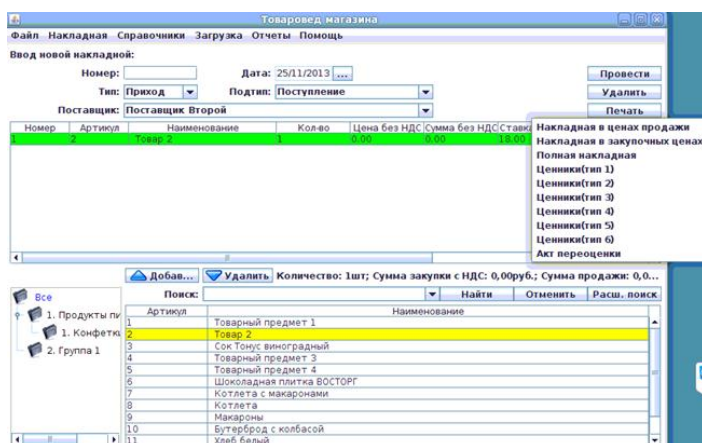 Товаровед магазина
Файл Накладная Справочники Загрузка Отчеты Помощь
Ввод новой накладной:
Номер: Дата: 25/11/2013 ... Провести
Тип: Приход Подтип: Поступление Удалить
Поставщик: Поставщик Второй Печать
Номер Артикул Наименование Кол-во Цена без НДС Сумма без НДС
1 2 Товар 2 1 0.00 0.00 18.00
Накладная в ценах продажи
Накладная в закупочных ценах
Полная накладная
Ценники(тип 1)
Ценники(тип 2)
Ценники(тип 3)
Ценники(тип 4)
Ценники(тип 5)
Ценники(тип 6)
Акт переоценки
Добав... Удалить Количество: 1шт; Сумма закупки с НДС: 0,00руб.; Сумма продажи: 0,0...
Поиск: Найти Отменить Расш. поиск
Все
1. Продукты
1. Конфетк
2. Группа 1
Артикул Наименование
1 Товарный предмет 1
2 Товар 2
3 Сок Тонус виноградный
4 Товарный предмет 3
5 Товарный предмет 4
6 Шоколадная плитка ВОСТОРГ
7 Котлета с макаронами
8 Котлета
9 Макароны
10 Бутерброд с колбасой
11 Хлеб белый